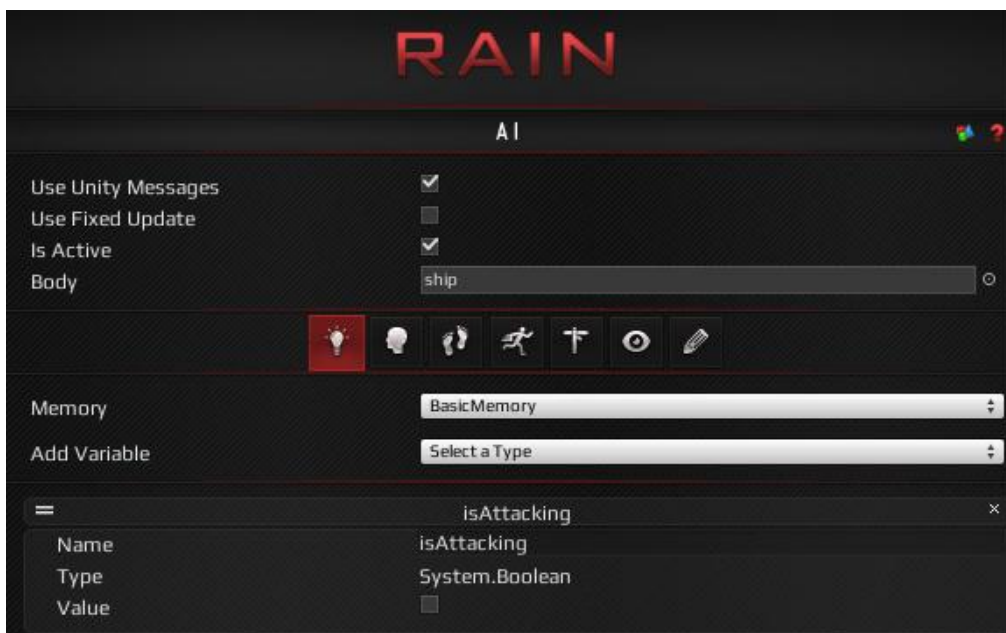 RAIN
AI ?
Use Unity Messages
Use Fixed Update
Is Active
Body ship
Memory BasicMemory
Add Variable Select a Type
isAttacking
Name isAttacking
Type System.Boolean
Value